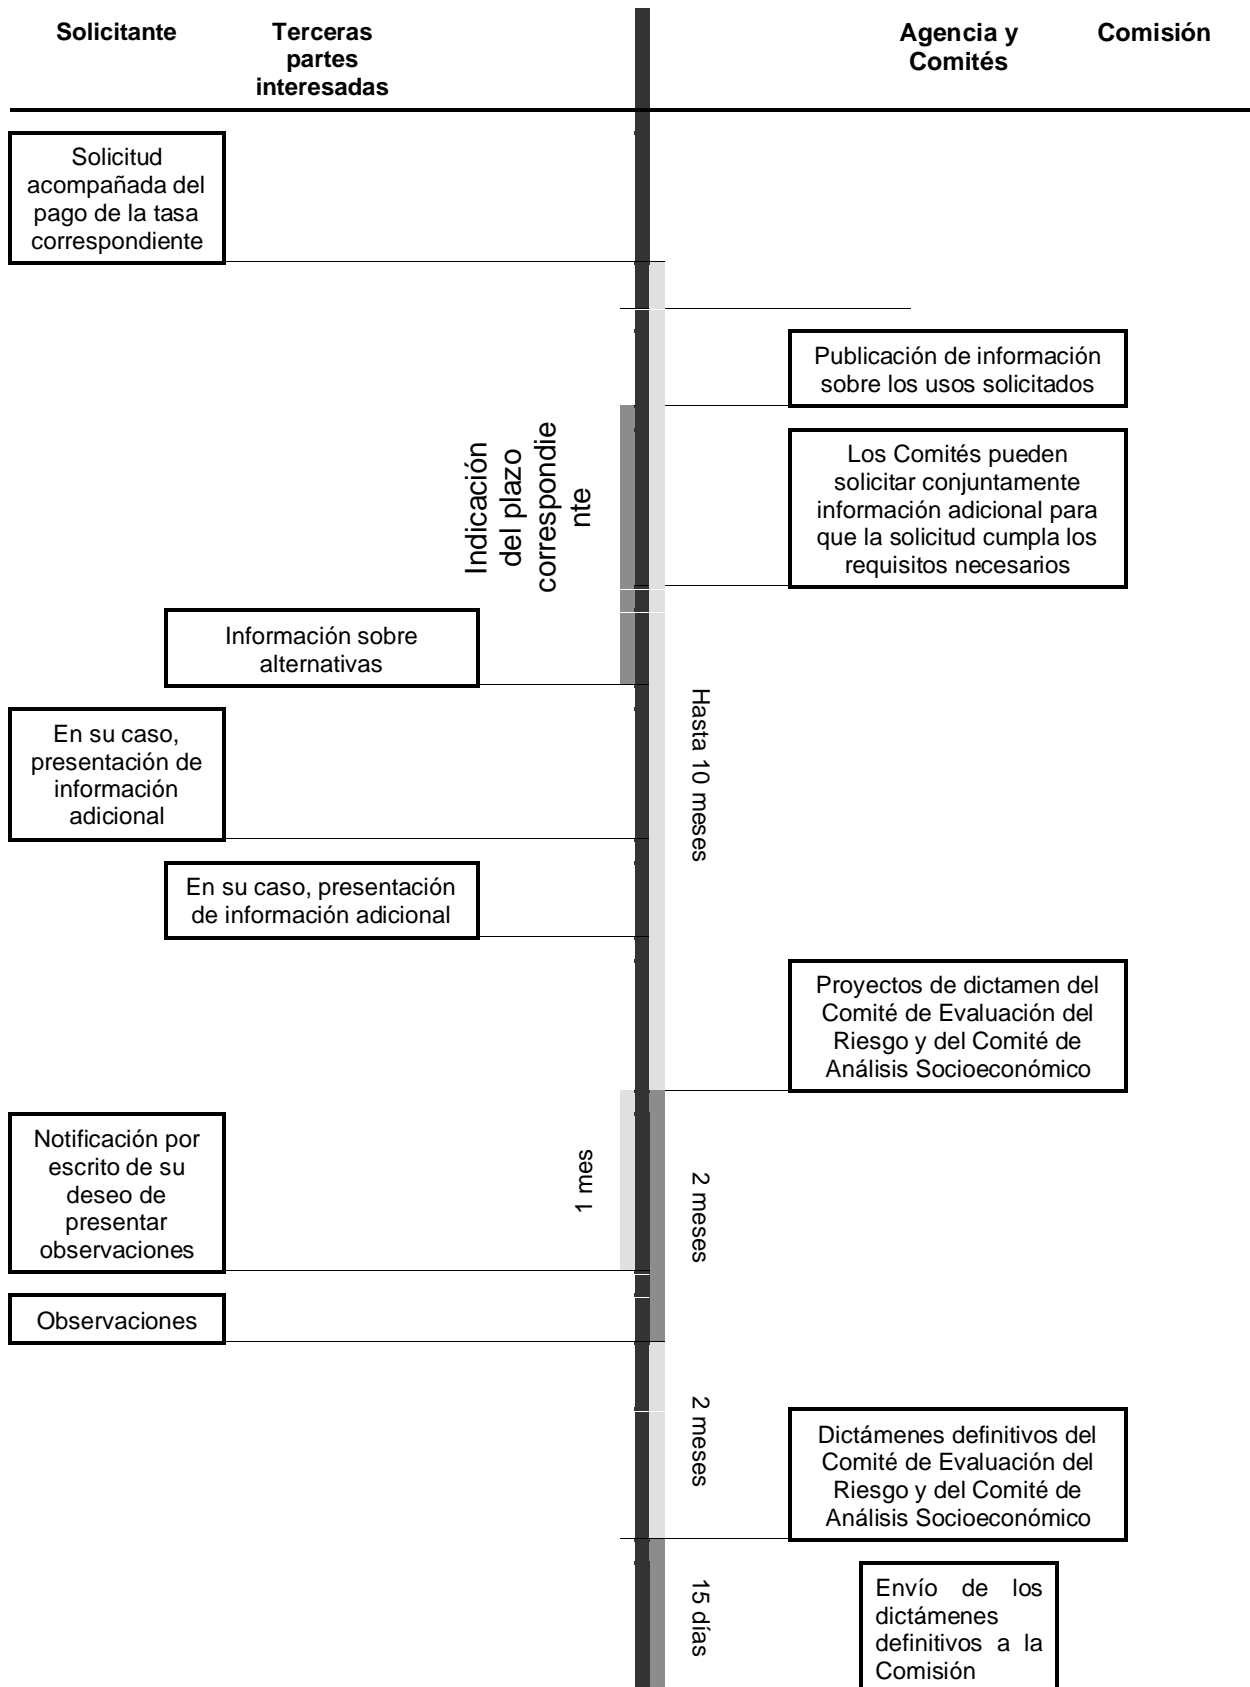 Solicitante
Terceras
partes
interesadas
Agencia y
Comités
Comisión
Solicitud
acompañada del
pago de la tasa
correspondiente
Publicación de información
sobre los usos solicitados
Indicación
del plazo
correspondie
nte
Los Comités pueden
solicitar conjuntamente
información adicional para
que la solicitud cumpla los
requisitos necesarios
Información sobre
alternativas
Hasta 10 meses
En su caso,
presentación de
información
adicional
En su caso, presentación
de información adicional
Proyectos de dictamen del
Comité de Evaluación del
Riesgo y del Comité de
Análisis Socioeconómico
Notificación por
escrito de su
deseo de
presentar
observaciones
1 mes
2 meses
Observaciones
2 meses
Dictámenes definitivos del
Comité de Evaluación del
Riesgo y del Comité de
Análisis Socioeconómico
15 días
Envío de los
dictámenes
definitivos a la
Comisión